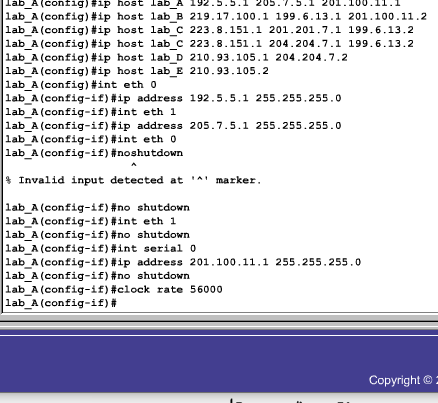 lab_A(config)#ip host lab_A 192.5.5.1 205.7.5.1 201.100.11.1
lab_A(config)#ip host lab_B 219.17.100.1 199.6.13.1 201.100.11.2
lab_A(config)#ip host lab_C 223.8.151.1 201.201.7.1 199.6.13.2
lab_A(config)#ip host lab_C 223.8.151.1 204.204.7.1 199.6.13.2
lab_A(config)#ip host lab_D 210.93.105.1 204.204.7.2
lab_A(config)#ip host lab_E 210.93.105.2
lab_A(config)#int eth 0
lab_A(config-if)#ip address 192.5.5.1 255.255.255.0
lab_A(config-if)#int eth 1
lab_A(config-if)#ip address 205.7.5.1 255.255.255.0
lab_A(config-if)#int eth 0
lab_A(config-if)#noshutdown
^
% Invalid input detected at '^' marker.
lab_A(config-if)#no shutdown
lab_A(config-if)#int eth 1
lab_A(config-if)#no shutdown
lab_A(config-if)#int serial 0
lab_A(config-if)#ip address 201.100.11.1 255.255.255.0
lab_A(config-if)#no shutdown
lab_A(config-if)#clock rate 56000
lab_A(config-if)#
Copyright ©